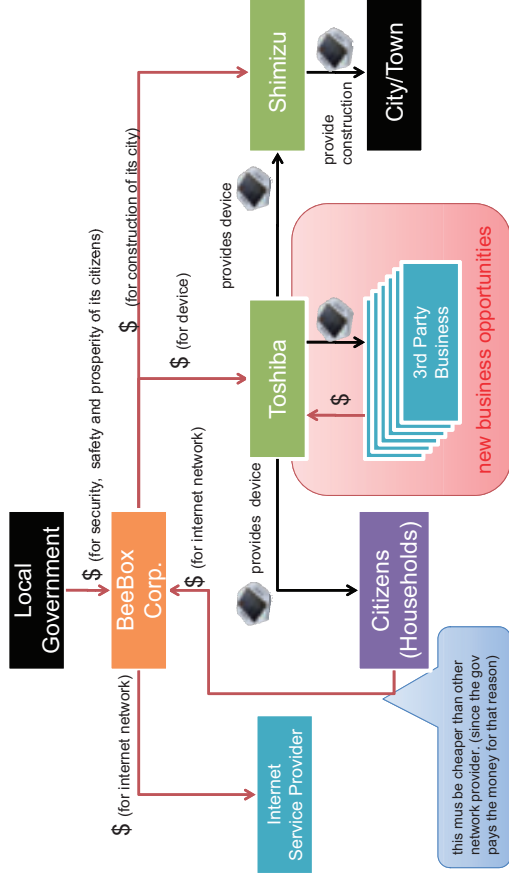 Local
Government
$ (for security, safety and prosperity of its citizens)
BeeBox
Corp.
$ (for internet network)
$ (for internet network)
$ (for device)
$ (for construction of its city)
Internet
Service Provider
provides device
Toshiba
provides device
Shimizu
provide
construction
City/Town
Citizens
(Households)
$
3rd Party
Business
new business opportunities
this mus be cheaper than other
network provider. (since the gov
pays the money for that reason)